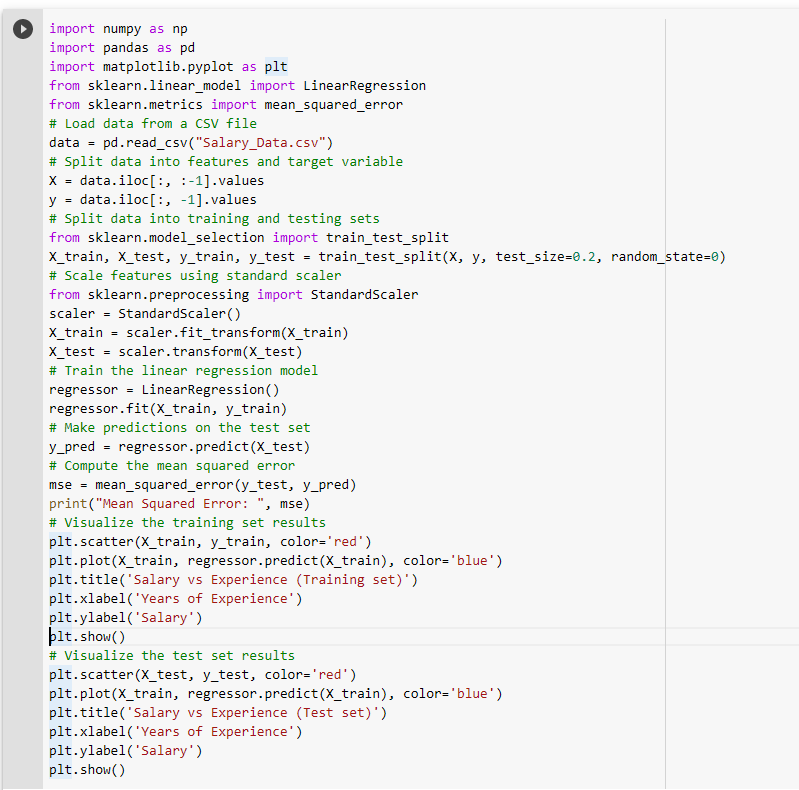 import numpy as np
import pandas as pd
import matplotlib.pyplot as plt
from sklearn.linear_model import LinearRegression
from sklearn.metrics import mean_squared_error
# Load data from a CSV file
data = pd.read_csv("Salary_Data.csv")
# Split data into features and target variable
X = data.iloc[:, :-1].values
y = data.iloc[:, -1].values
# Split data into training and testing sets
from sklearn.model_selection import train_test_split
X_train, X_test, y_train, y_test = train_test_split(X, y, test_size=0.2, random_state=0)
# Scale features using standard scaler
from sklearn.preprocessing import StandardScaler
scaler = StandardScaler()
X_train = scaler.fit_transform(X_train)
X_test = scaler.transform(X_test)
# Train the linear regression model
regressor = LinearRegression()
regressor.fit(X_train, y_train)
# Make predictions on the test set
y_pred = regressor.predict(X_test)
# Compute the mean squared error
mse = mean_squared_error(y_test, y_pred)
print("Mean Squared Error: ", mse)
# Visualize the training set results
plt.scatter(X_train, y_train, color='red')
plt.plot(X_train, regressor.predict(X_train), color='blue')
plt.title('Salary vs Experience (Training set)')
plt.xlabel('Years of Experience')
plt.ylabel('Salary')
plt.show()
# Visualize the test set results
plt.scatter(X_test, y_test, color='red')
plt.plot(X_train, regressor.predict(X_train), color='blue')
plt.title('Salary vs Experience (Test set)')
plt.xlabel('Years of Experience')
plt.ylabel('Salary')
plt.show()